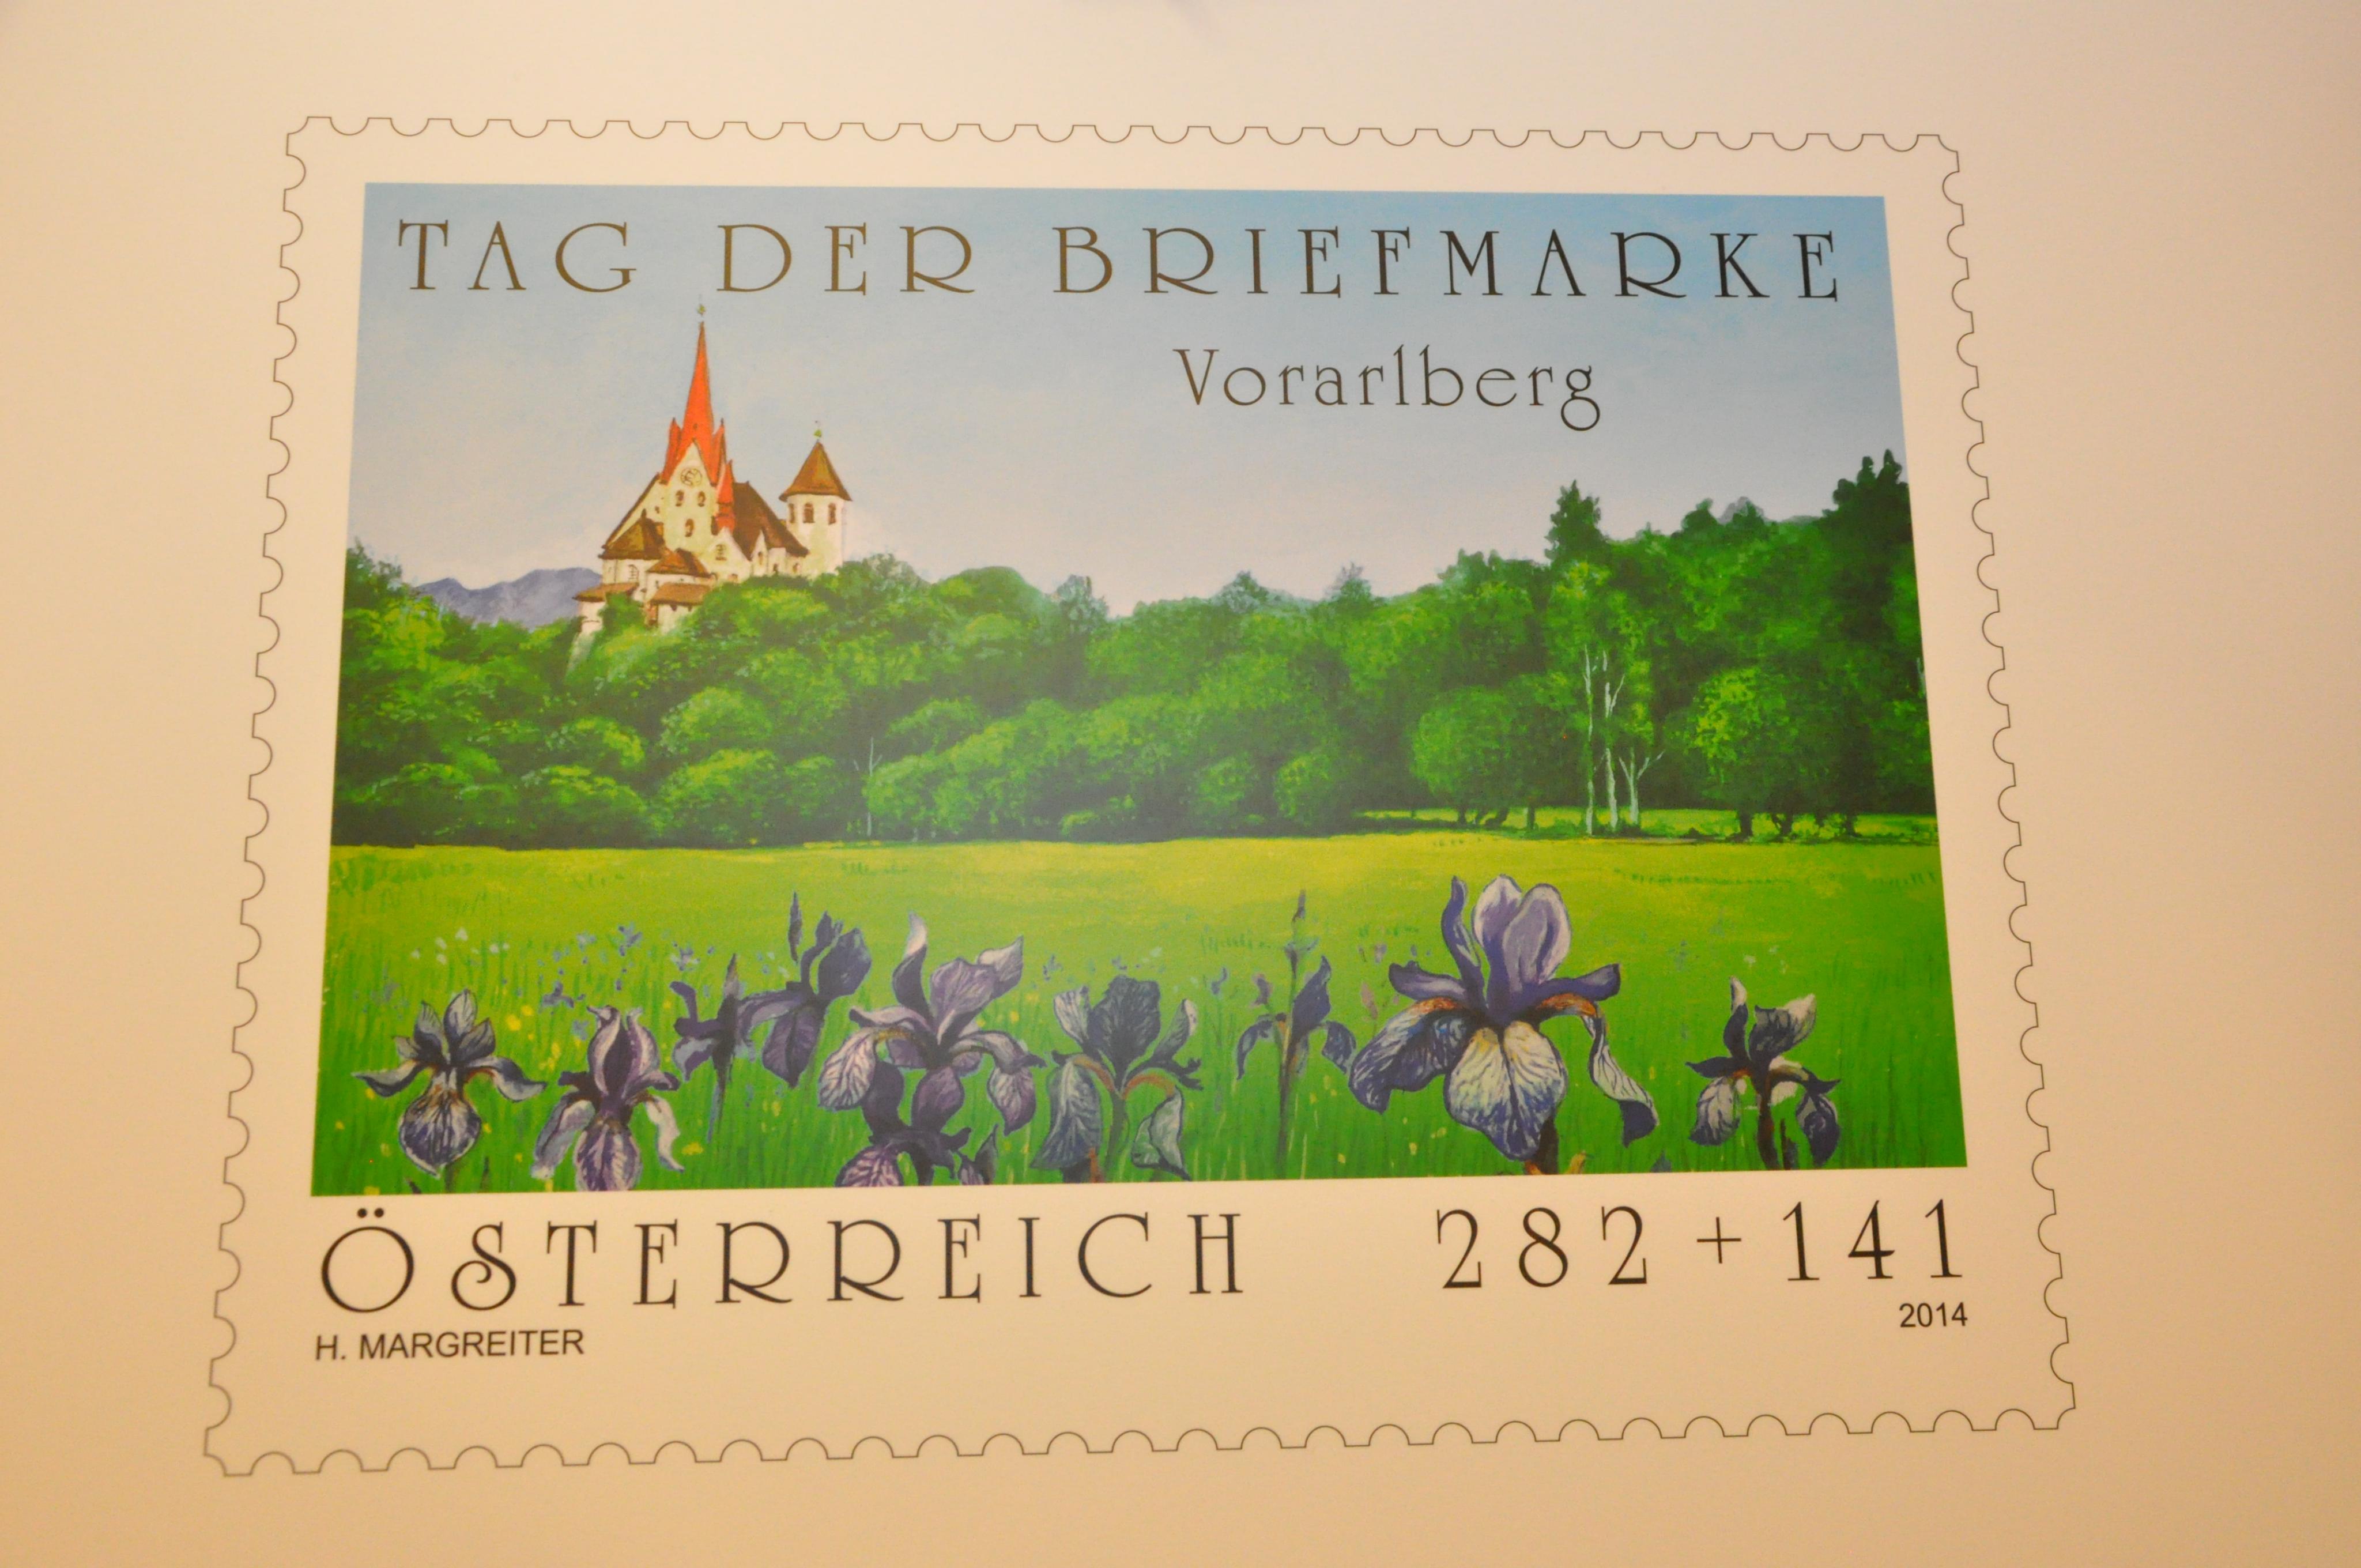 TAG DER BRIEFMARKE
Vorarlberg
ÖSTERREICH 282+141
H. MARGREITER 2014